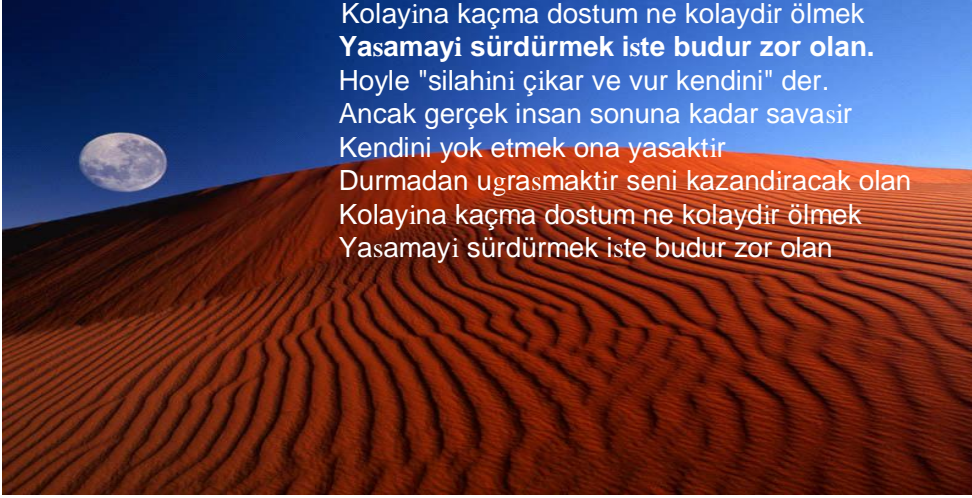 Kolayina kaçma dostum ne kolaydir ölmek
Yasamayi sürdürmek iste budur zor olan.
Hoyle "silahini çikar ve vur kendini" der.
Ancak gerçek insan sonuna kadar savasir
Kendini yok etmek ona yasaktir
Durmadan ugrasmaktir seni kazandiracak olan
Kolayina kaçma dostum ne kolaydir ölmek
Yasamayi sürdürmek iste budur zor olan